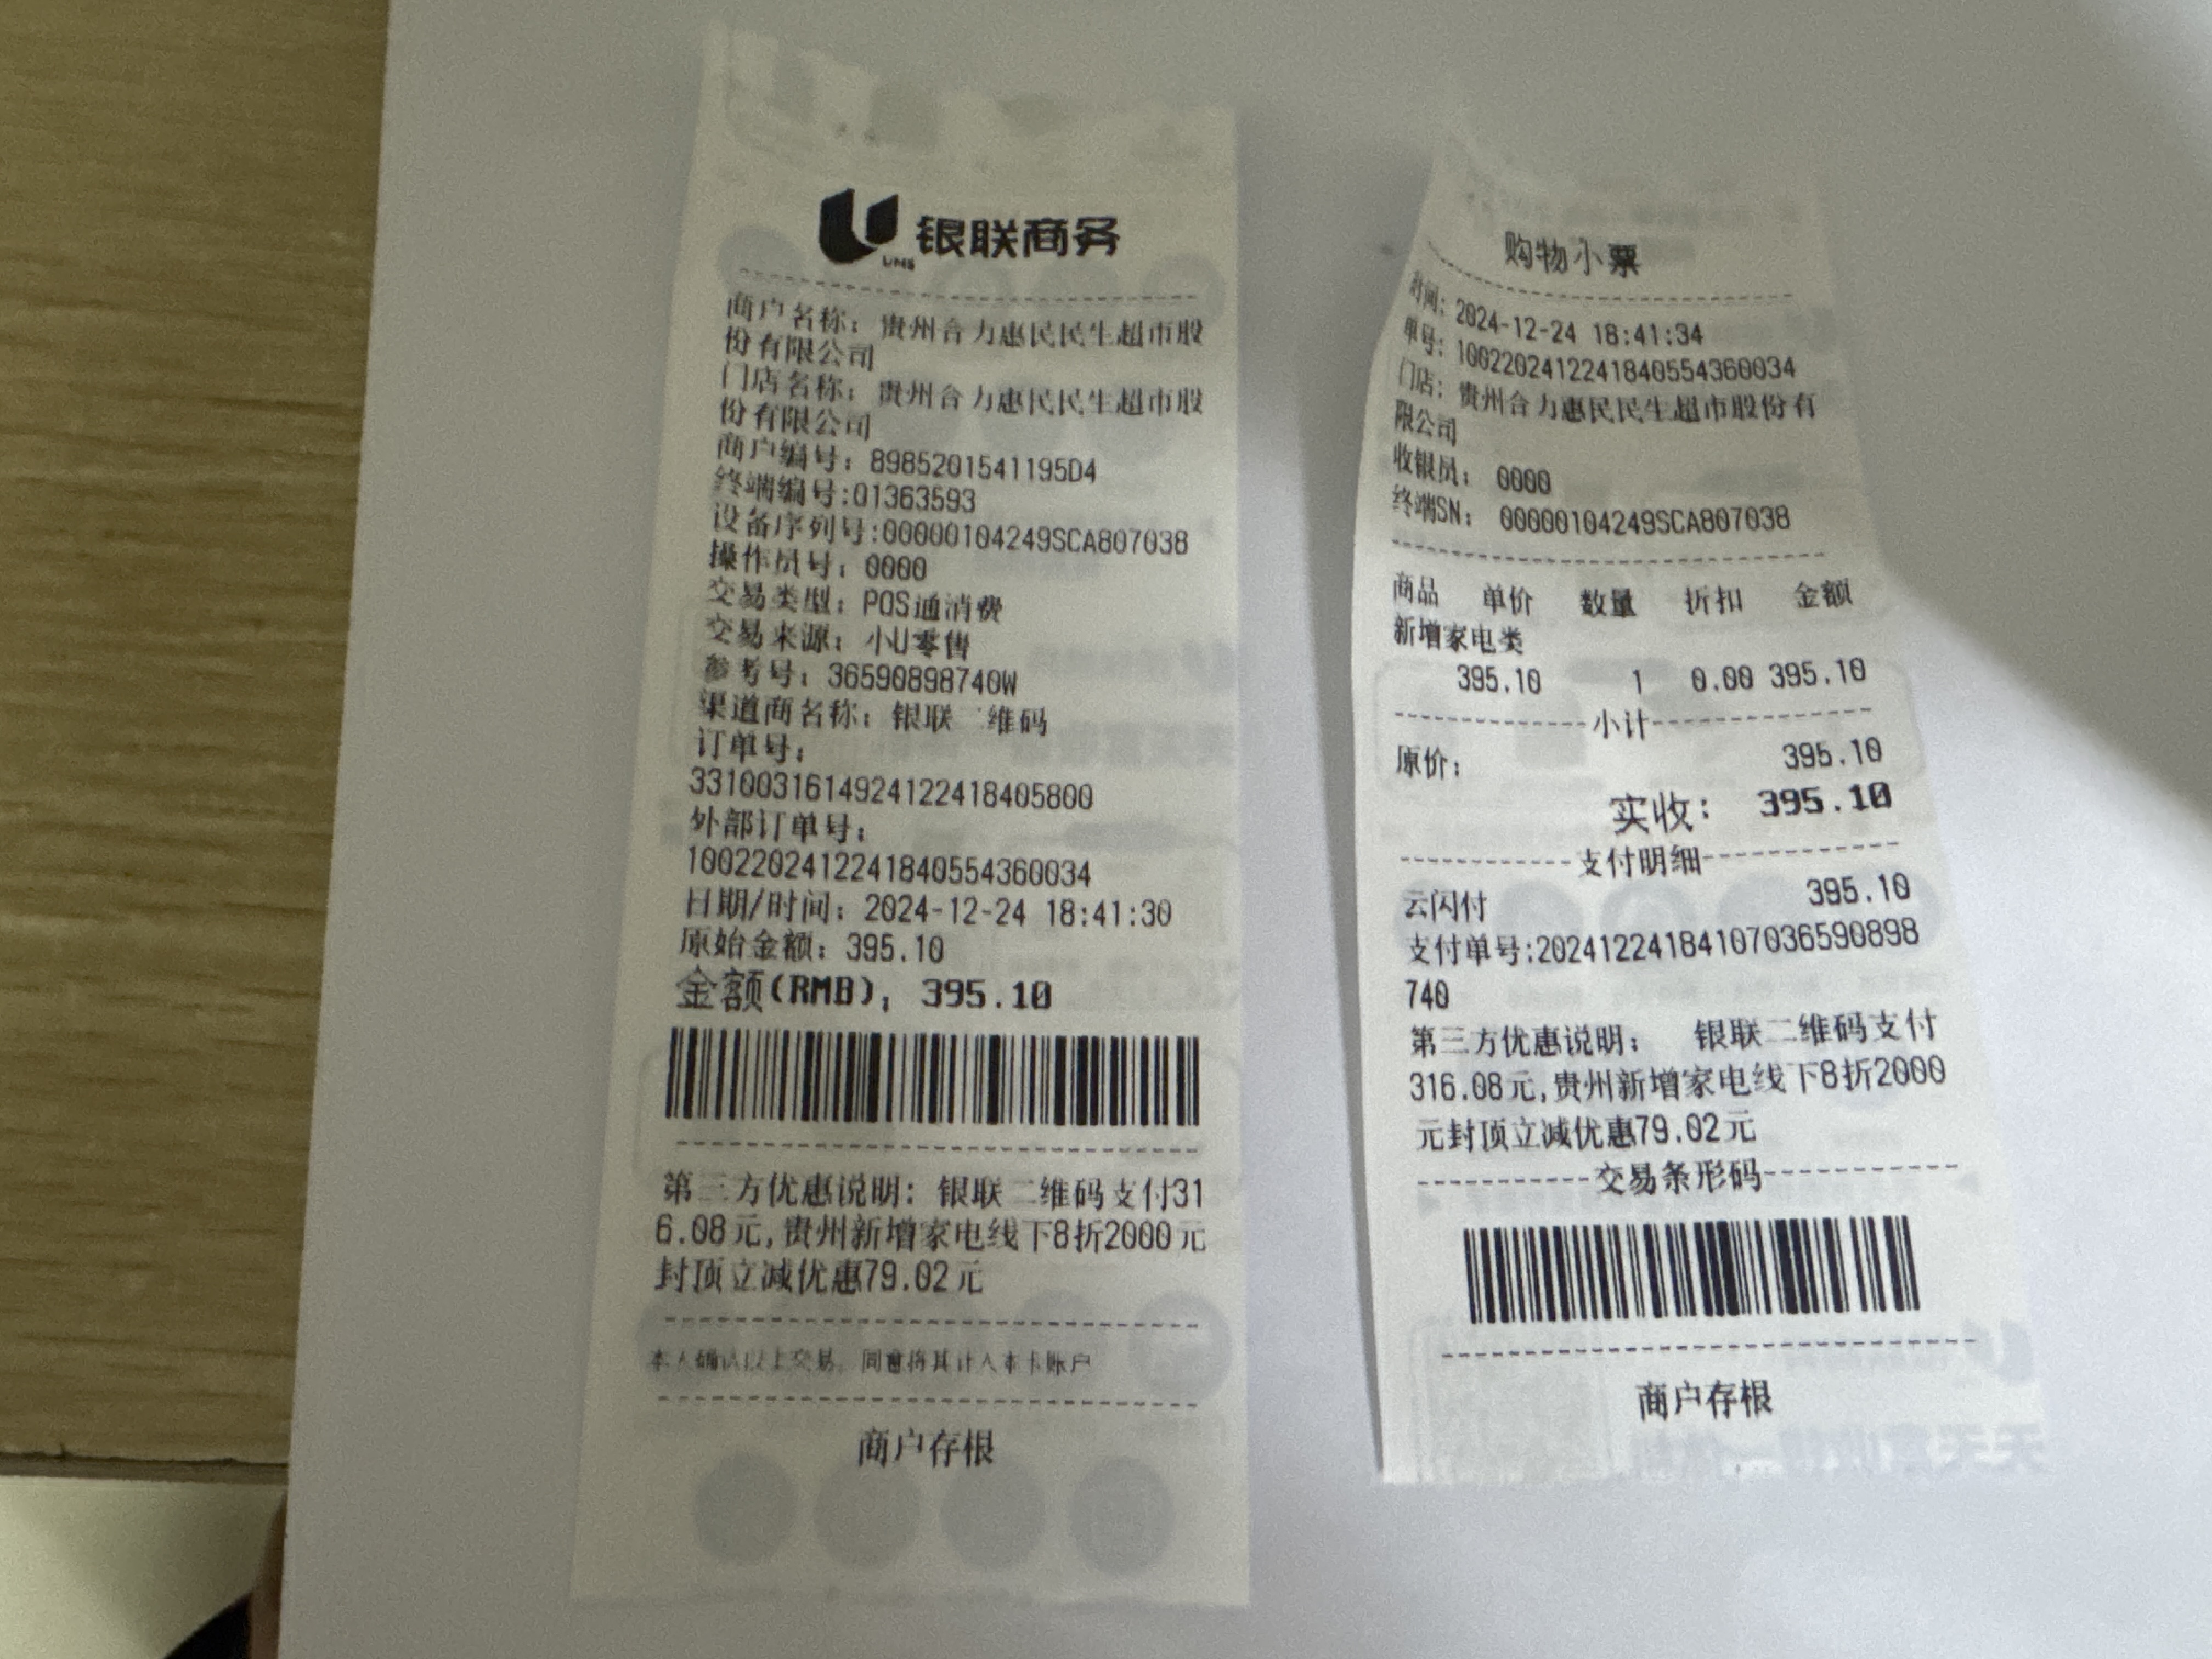 银联商务
UMS
商户名称：贵州合力惠民民生超市股
份有限公司
门店名称：贵州合力惠民民生超市股
份有限公司
商户编号：8985201541195D4
终端编号:01363593
设备序列号:00000104249SCA807038
操作员号：0000
交易类型：POS通消费
交易来源：小U零售
参考号：36590898740W
渠道商名称：银联二维码
订单号：
3310031614924122418405800
外部订单号：
10022024122418405543600​34
日期/时间：2024-12-24 18:41:30
原始金额：395.10
金额(RMB)：395.10
第三方优惠说明：银联二维码支付31
6.08元,贵州新增家电线下8折2000元
封顶立减优惠79.02元
本人确认以上交易，同意将其计入本卡账户
商户存根
购物小票
时间：2024-12-24 18:41:34
单号：1002202412241840554360034
门店：贵州合力惠民民生超市股份有
限公司
收银员：0000
终端SN：00000104249SCA807038
商品 单价 数量 折扣 金额
新增家电类
395.10 1 0.00 395.10
小计
原价：395.10
实收：395.10
支付明细
云闪付 395.10
支付单号:20241224184107036590898
740
第三方优惠说明：银联二维码支付
316.08元,贵州新增家电线下8折2000
元封顶立减优惠79.02元
交易条形码
商户存根